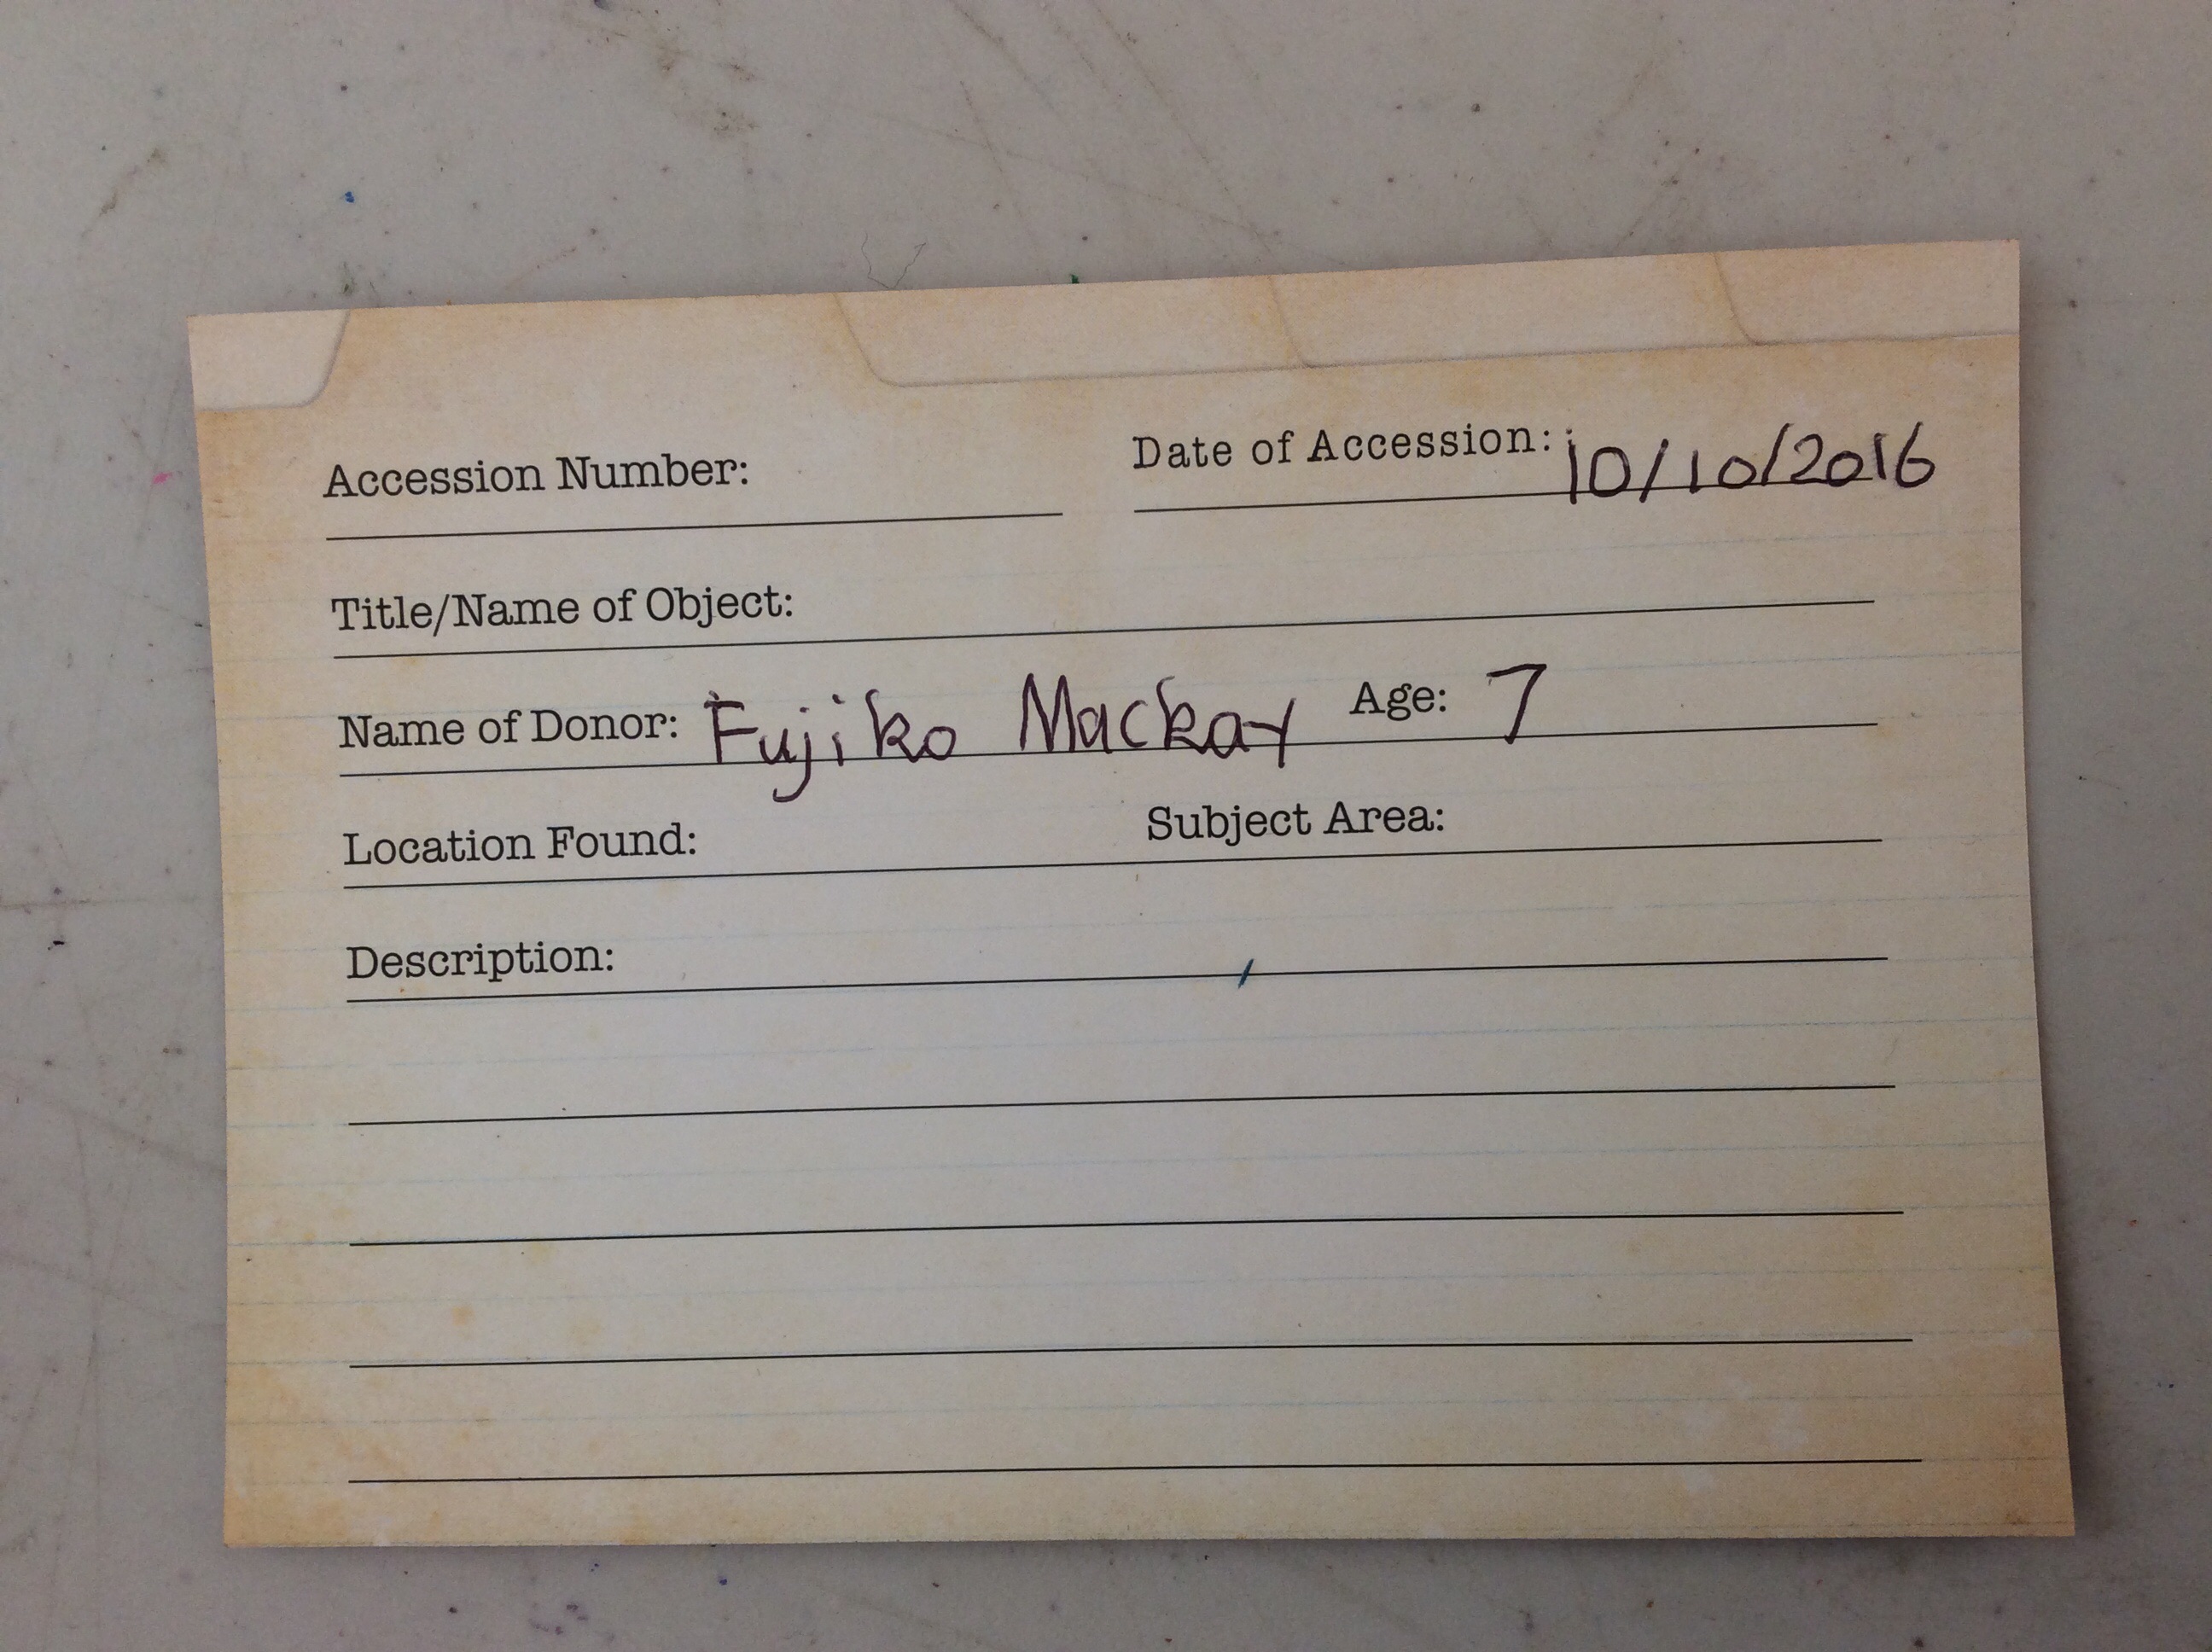 Accession Number: Date of Accession: 10/10/2016
Title/Name of Object:
Name of Donor: Fujiko Mackay Age: 7
Location Found: Subject Area:
Description: